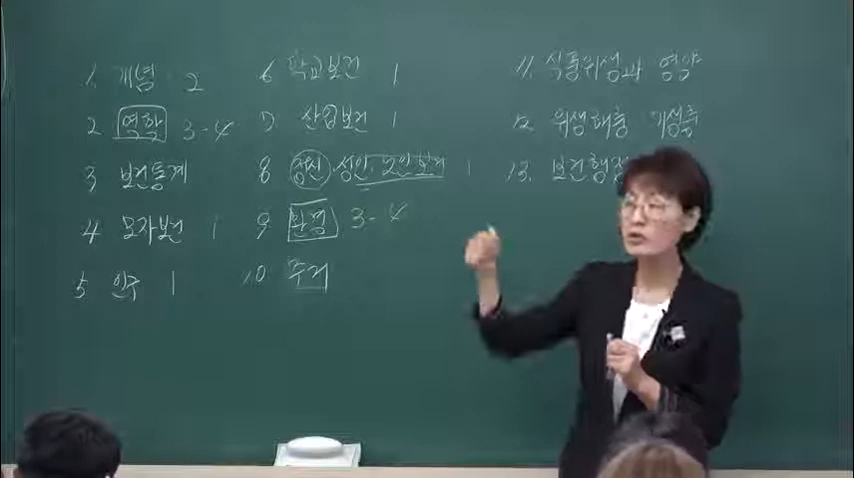 1. 개념 2
2 역학 3-4
3 보건통계
4 모자보건 1
5 인구 1
6 학교보건 1
7 산업보건 1
8 정신·성인·노인보건 1
9 환경 3-4
10 주거
11. 식품위생과 영양
12 위생해충 기생충
13. 보건행정